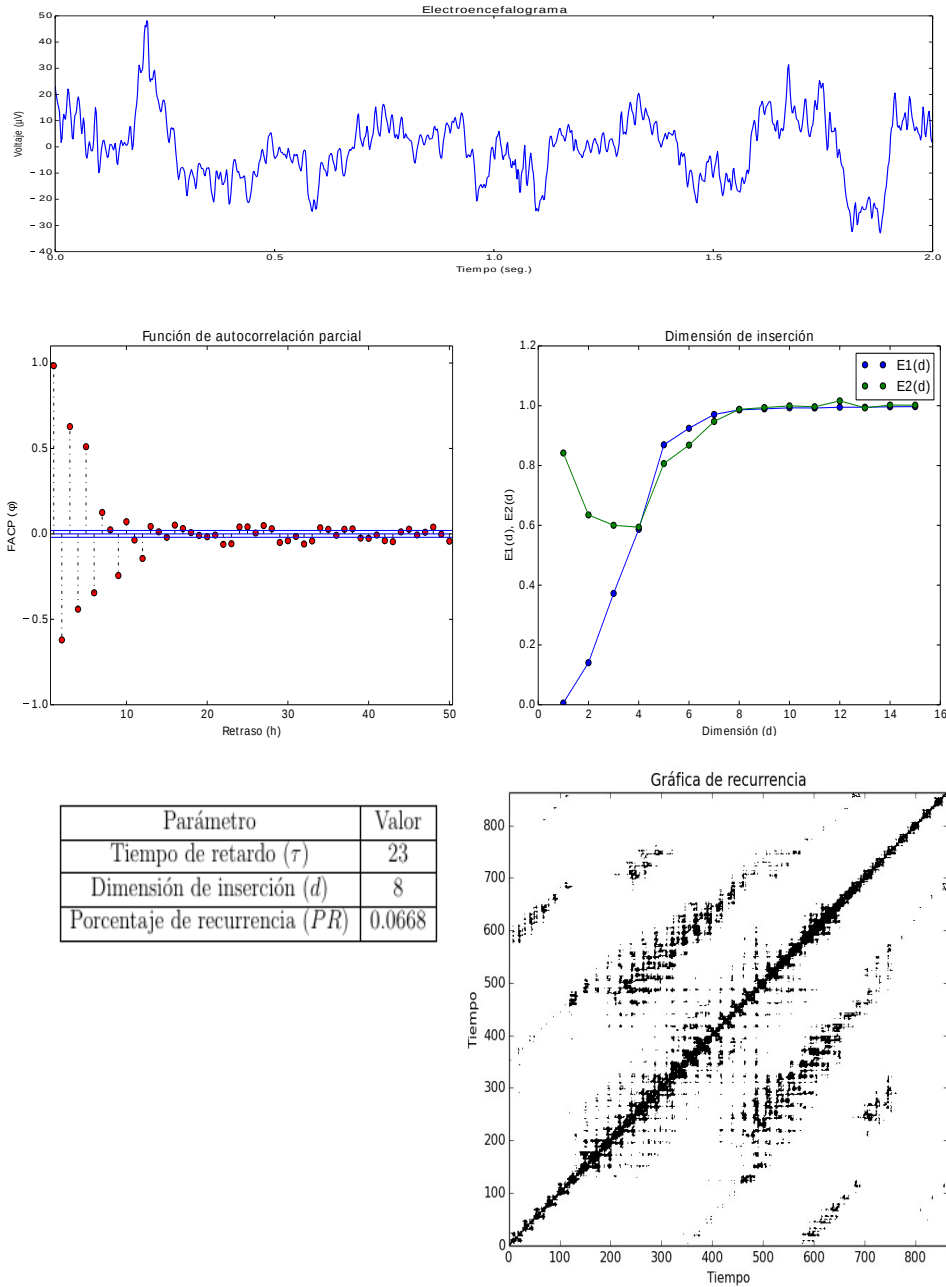 Electroencefalograma
50
40
30
20
10
0
−10
−20
−30
−40
Voltaje (µV)
0.0 0.5 1.0 1.5 2.0
Tiempo (seg.)
Función de autocorrelación parcial
1.0
0.5
0.0
−0.5
−1.0
FACP (φ)
10 20 30 40 50
Retraso (h)
Dimensión de inserción
1.2
1.0
0.8
0.6
0.4
0.2
0.0
E1(d), E2(d)
E1(d)
E2(d)
0 2 4 6 8 10 12 14 16
Dimensión (d)
Parámetro Valor
Tiempo de retardo (τ) 23
Dimensión de inserción (d) 8
Porcentaje de recurrencia (PR) 0.0668
Gráfica de recurrencia
800
700
600
500
400
300
200
100
0
Tiempo
0 100 200 300 400 500 600 700 800
Tiempo